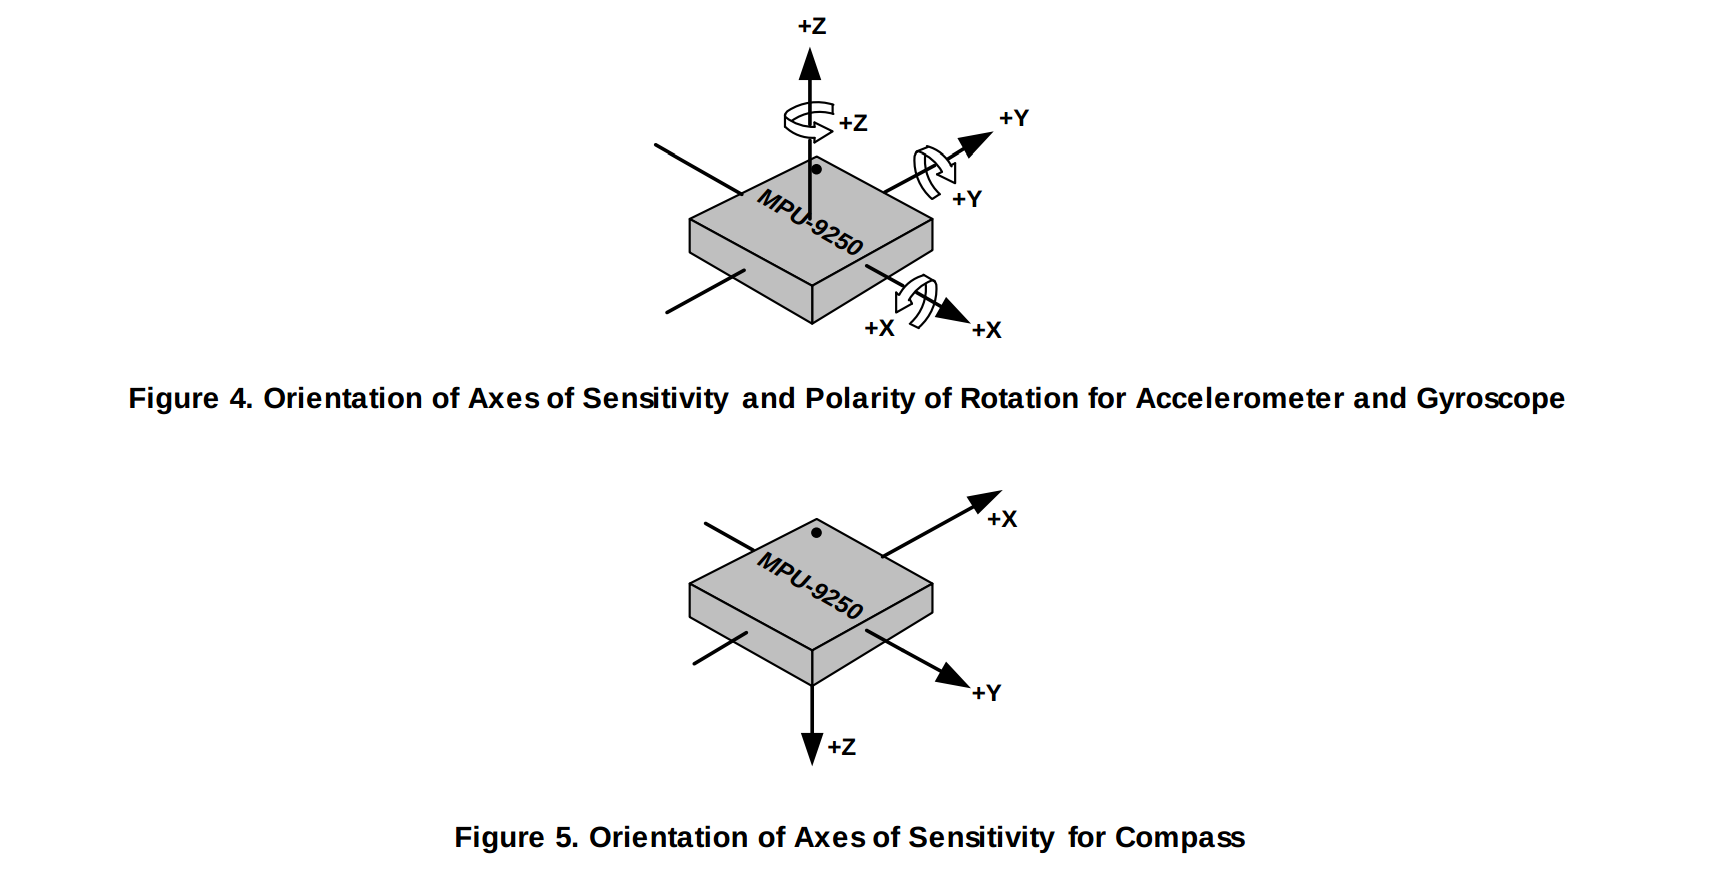 +Z
+Z
+Y
+Y
MPU-9250
+X
+X
Figure 4. Orientation of Axes of Sensitivity and Polarity of Rotation for Accelerometer and Gyroscope
+X
MPU-9250
+Y
+Z
Figure 5. Orientation of Axes of Sensitivity for Compass